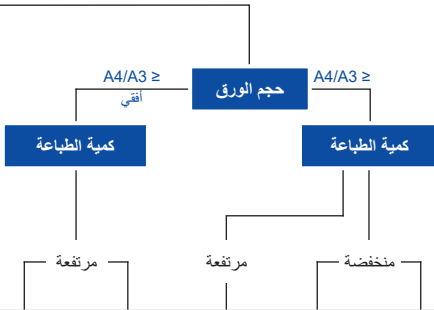 A4/A3 ≥
حجم الورق
A4/A3 ≥
أفقي
كمية الطباعة
كمية الطباعة
منخفضة
مرتفعة
مرتفعة